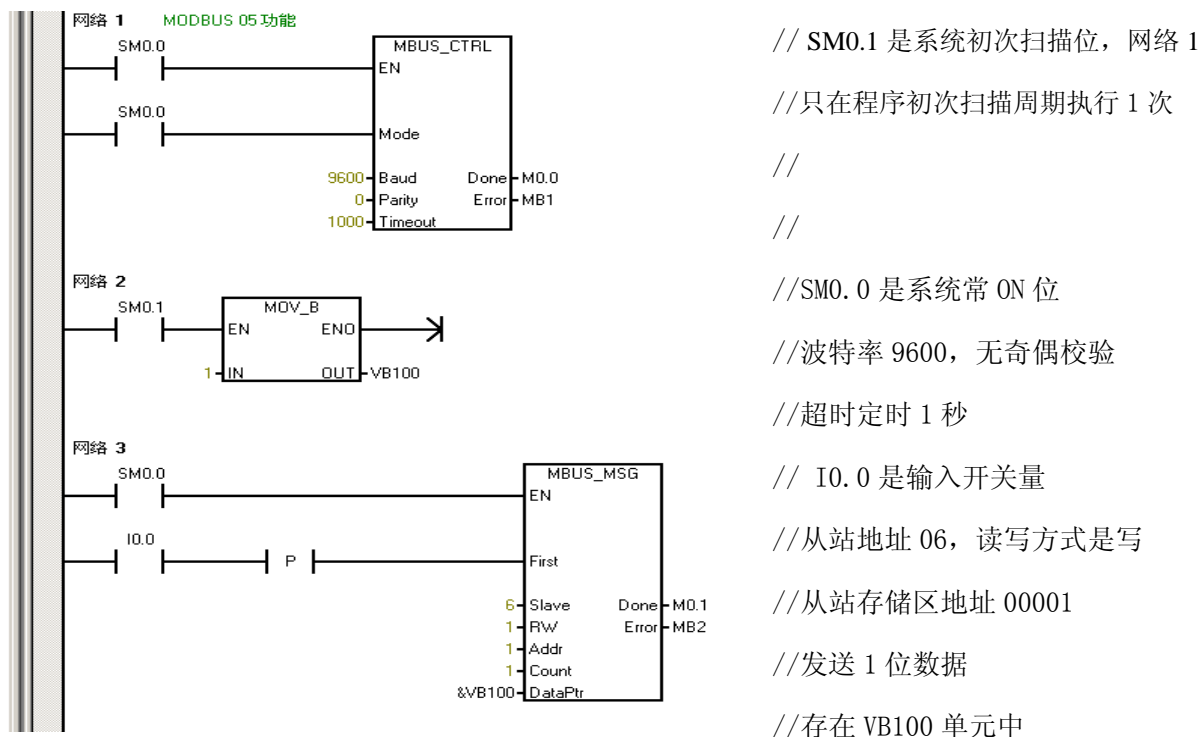 网络 1 MODBUS 05功能
SM0.0
MBUS_CTRL
EN
SM0.0
Mode
9600 Baud Done M0.0
0 Parity Error MB1
1000 Timeout
网络 2
SM0.1
MOV_B
EN ENO
1 IN OUT VB100
网络 3
SM0.0
MBUS_MSG
EN
I0.0
P
First
6 Slave Done M0.1
1 RW Error MB2
1 Addr
1 Count
&VB100 DataPtr
// SM0.1 是系统初次扫描位，网络 1
//只在程序初次扫描周期执行 1 次
//
//
//SM0.0 是系统常 ON 位
//波特率 9600，无奇偶校验
//超时定时 1 秒
// I0.0 是输入开关量
//从站地址 06，读写方式是写
//从站存储区地址 00001
//发送 1 位数据
//存在 VB100 单元中